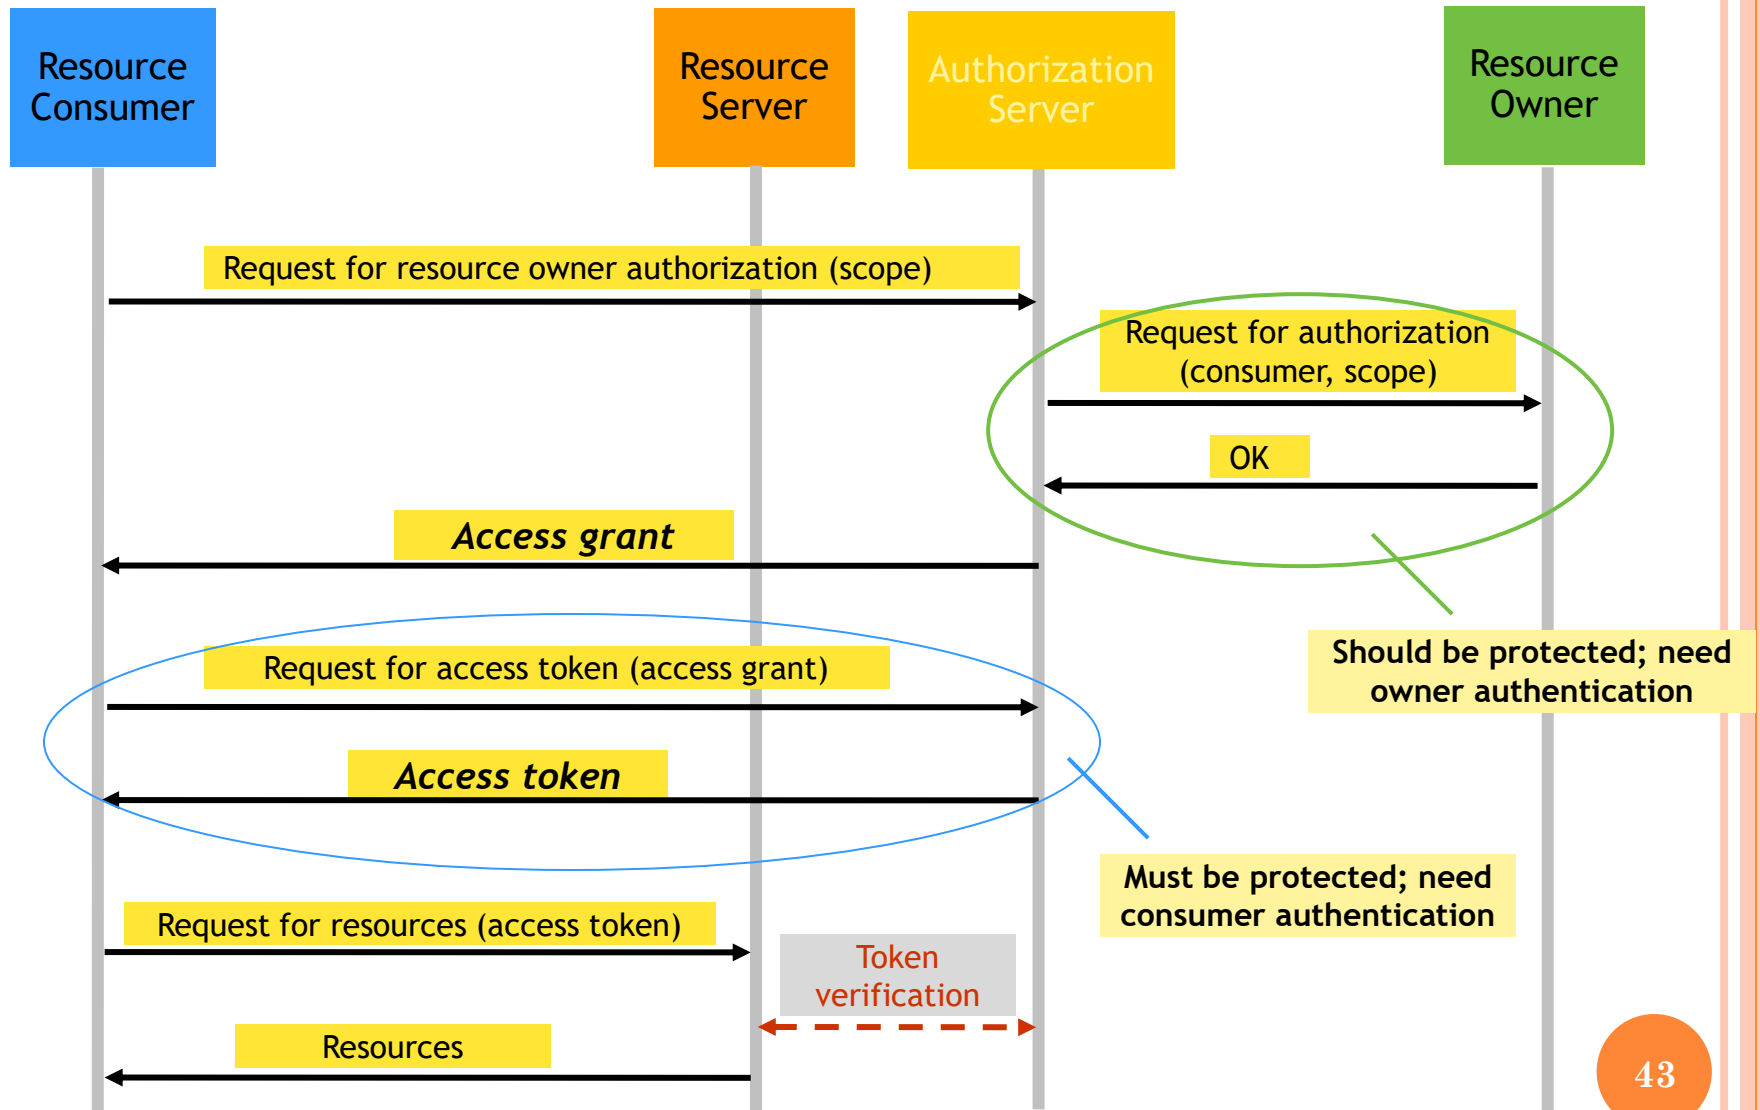 Resource
Consumer
Resource
Server
Authorization
Server
Resource
Owner
Request for resource owner authorization (scope)
Request for authorization
(consumer, scope)
OK
Access grant
Should be protected; need
owner authentication
Request for access token (access grant)
Access token
Must be protected; need
consumer authentication
Request for resources (access token)
Token
verification
Resources
43